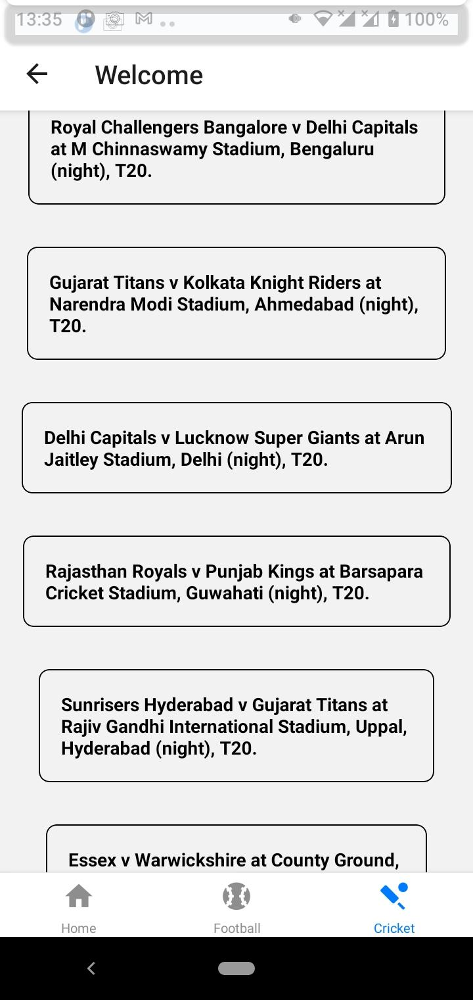 13:35
100%
Welcome
Royal Challengers Bangalore v Delhi Capitals
at M Chinnaswamy Stadium, Bengaluru
(night), T20.
Gujarat Titans v Kolkata Knight Riders at
Narendra Modi Stadium, Ahmedabad (night),
T20.
Delhi Capitals v Lucknow Super Giants at Arun
Jaitley Stadium, Delhi (night), T20.
Rajasthan Royals v Punjab Kings at Barsapara
Cricket Stadium, Guwahati (night), T20.
Sunrisers Hyderabad v Gujarat Titans at
Rajiv Gandhi International Stadium, Uppal,
Hyderabad (night), T20.
Essex v Warwickshire at County Ground,
Home
Football
Cricket